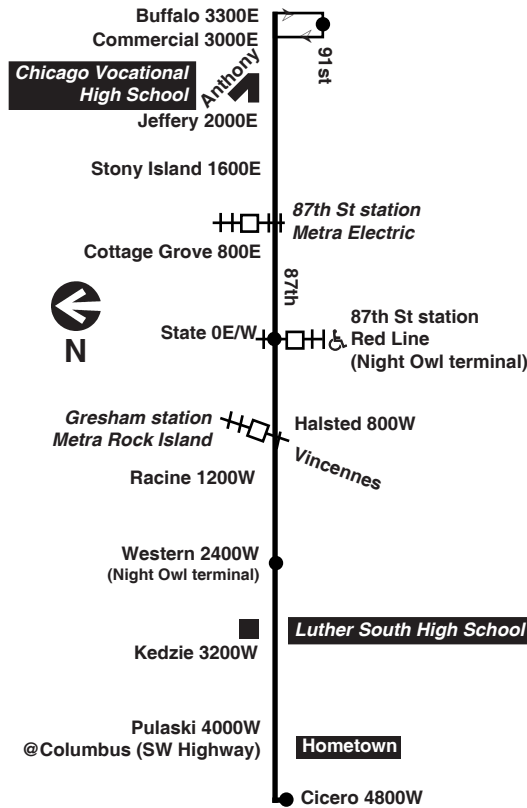 Buffalo 3300E
Commercial 3000E
91st
Chicago Vocational
High School
Anthony
Jeffery 2000E
Stony Island 1600E
87th St station
Metra Electric
Cottage Grove 800E
87th
N
State 0E/W
87th St station
Red Line
(Night Owl terminal)
Gresham station
Metra Rock Island
Halsted 800W
Vincennes
Racine 1200W
Western 2400W
(Night Owl terminal)
Luther South High School
Kedzie 3200W
Pulaski 4000W
@Columbus (SW Highway)
Hometown
Cicero 4800W